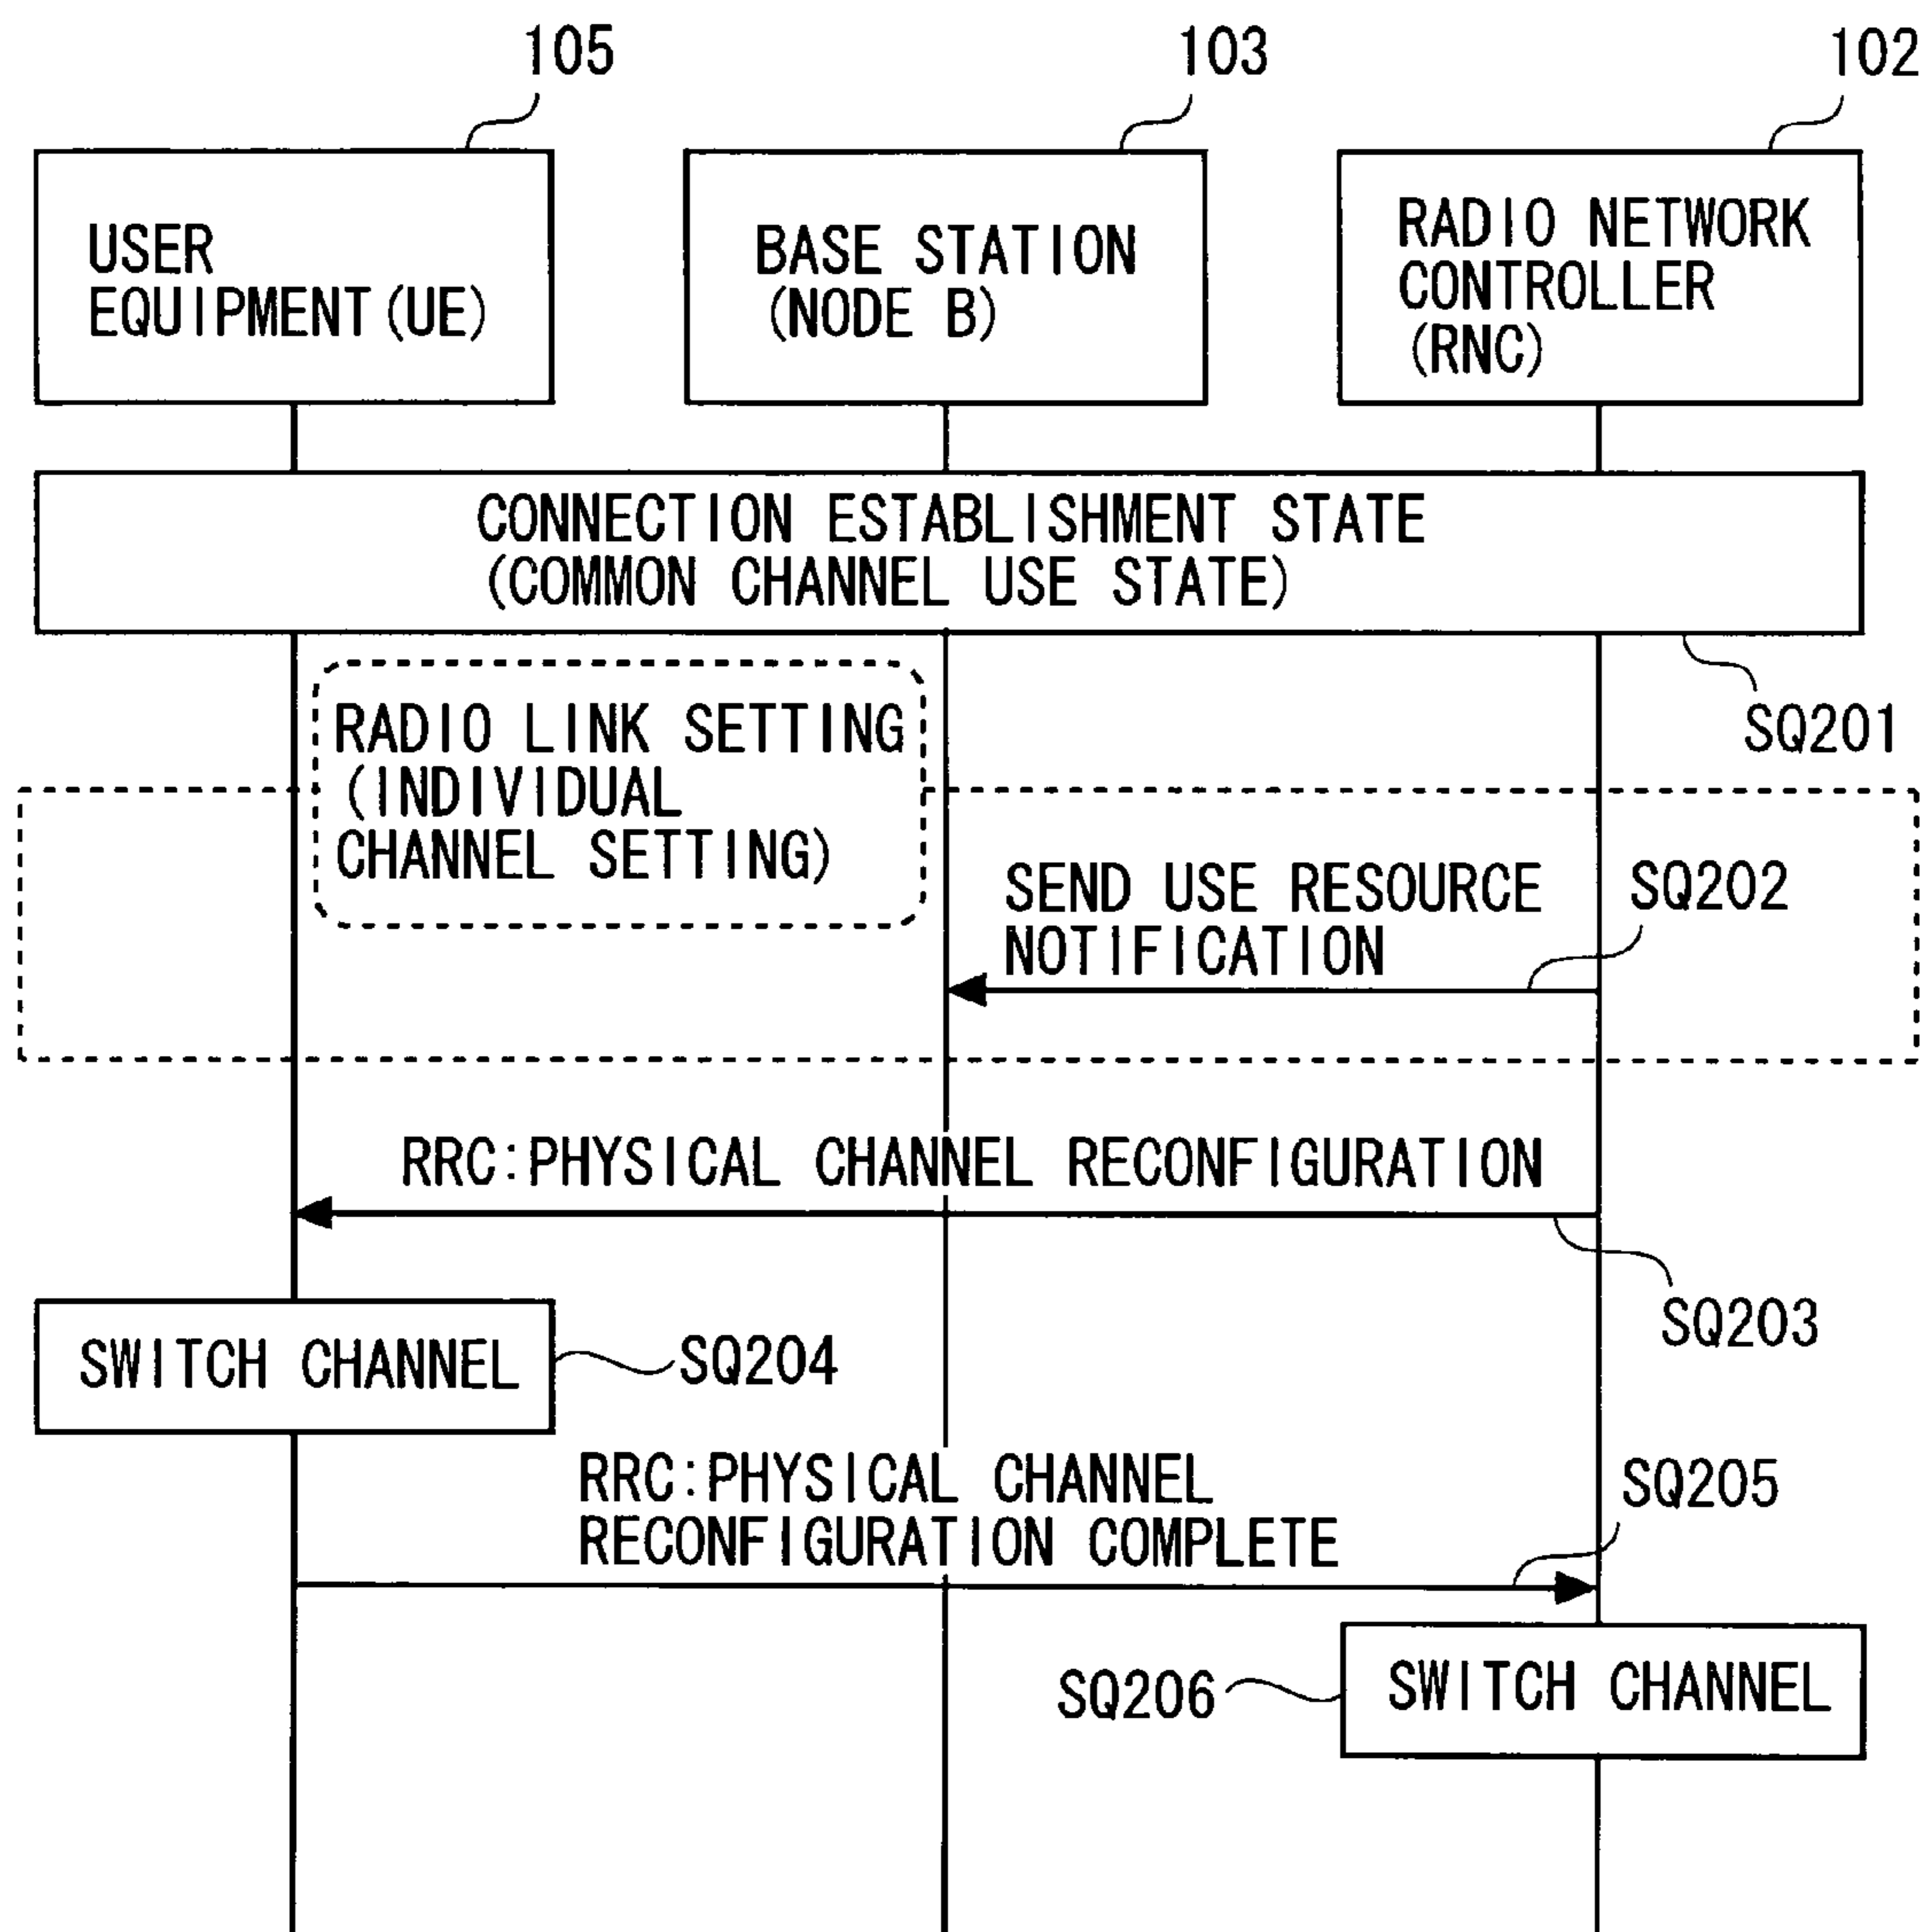 105
103
102
USER
EQUIPMENT(UE)
BASE STATION
(NODE B)
RADIO NETWORK
CONTROLLER
(RNC)
CONNECTION ESTABLISHMENT STATE
(COMMON CHANNEL USE STATE)
SQ201
RADIO LINK SETTING
(INDIVIDUAL
CHANNEL SETTING)
SEND USE RESOURCE
NOTIFICATION
SQ202
RRC:PHYSICAL CHANNEL RECONFIGURATION
SQ203
SWITCH CHANNEL
SQ204
RRC:PHYSICAL CHANNEL
RECONFIGURATION COMPLETE
SQ205
SQ206
SWITCH CHANNEL